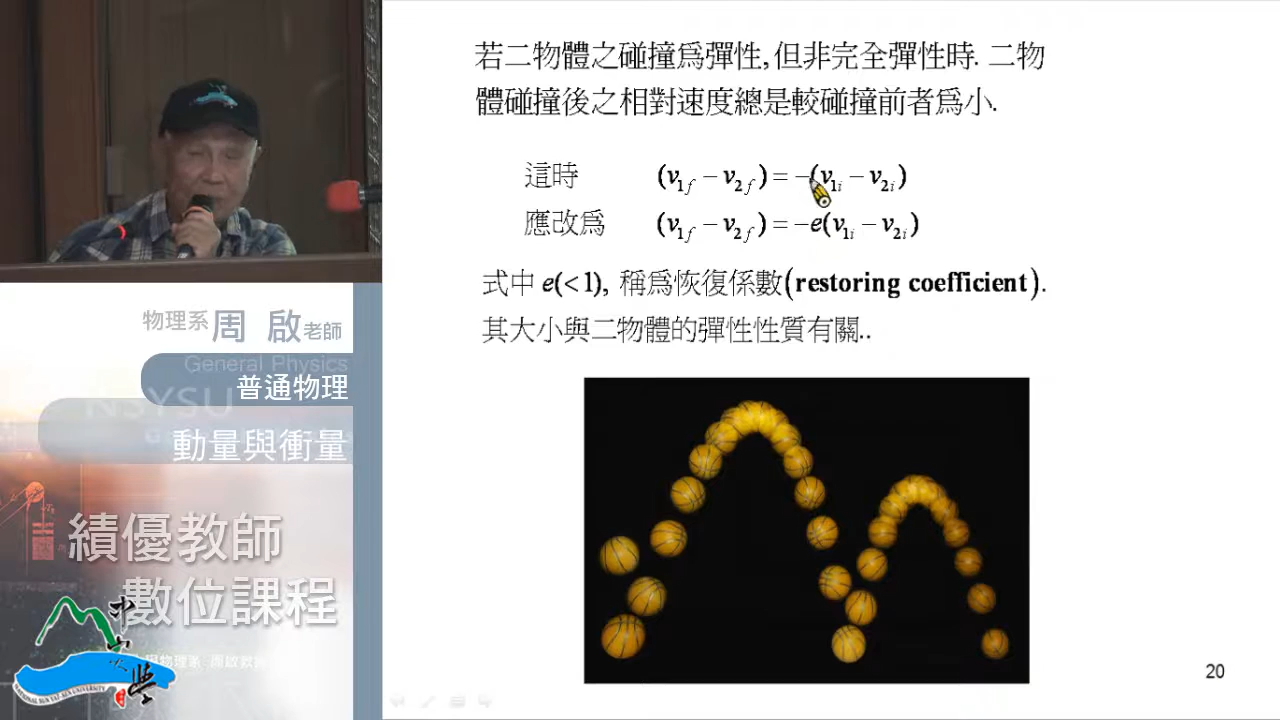 若二物體之碰撞為彈性,但非完全彈性時. 二物
體碰撞後之相對速度總是較碰撞前者為小.
這時 (v1f − v2f) = −(v1i − v2i)
應改為 (v1f − v2f) = −e(v1i − v2i)
式中 e(<1), 稱為恢復係數(restoring coefficient).
其大小與二物體的彈性性質有關..
20
物理系 周 啟 老師
General Physics
普通物理
NSYSU
動量與衝量
績優教師
數位課程